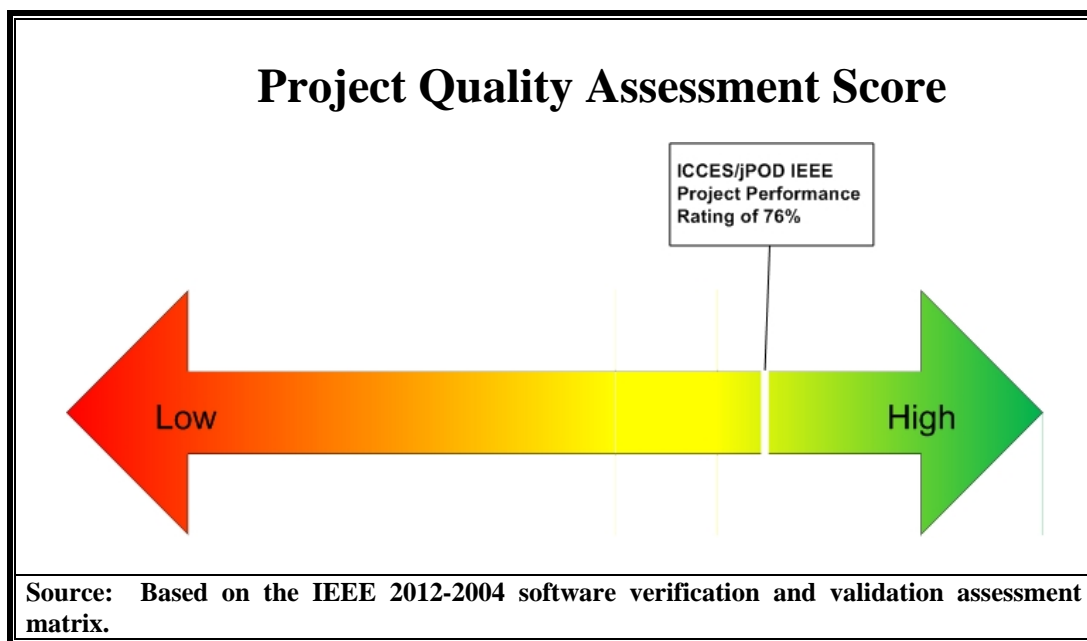 Project Quality Assessment Score
ICCES/jPOD IEEE
Project Performance
Rating of 76%
Low
High
Source: Based on the IEEE 2012-2004 software verification and validation assessment
matrix.